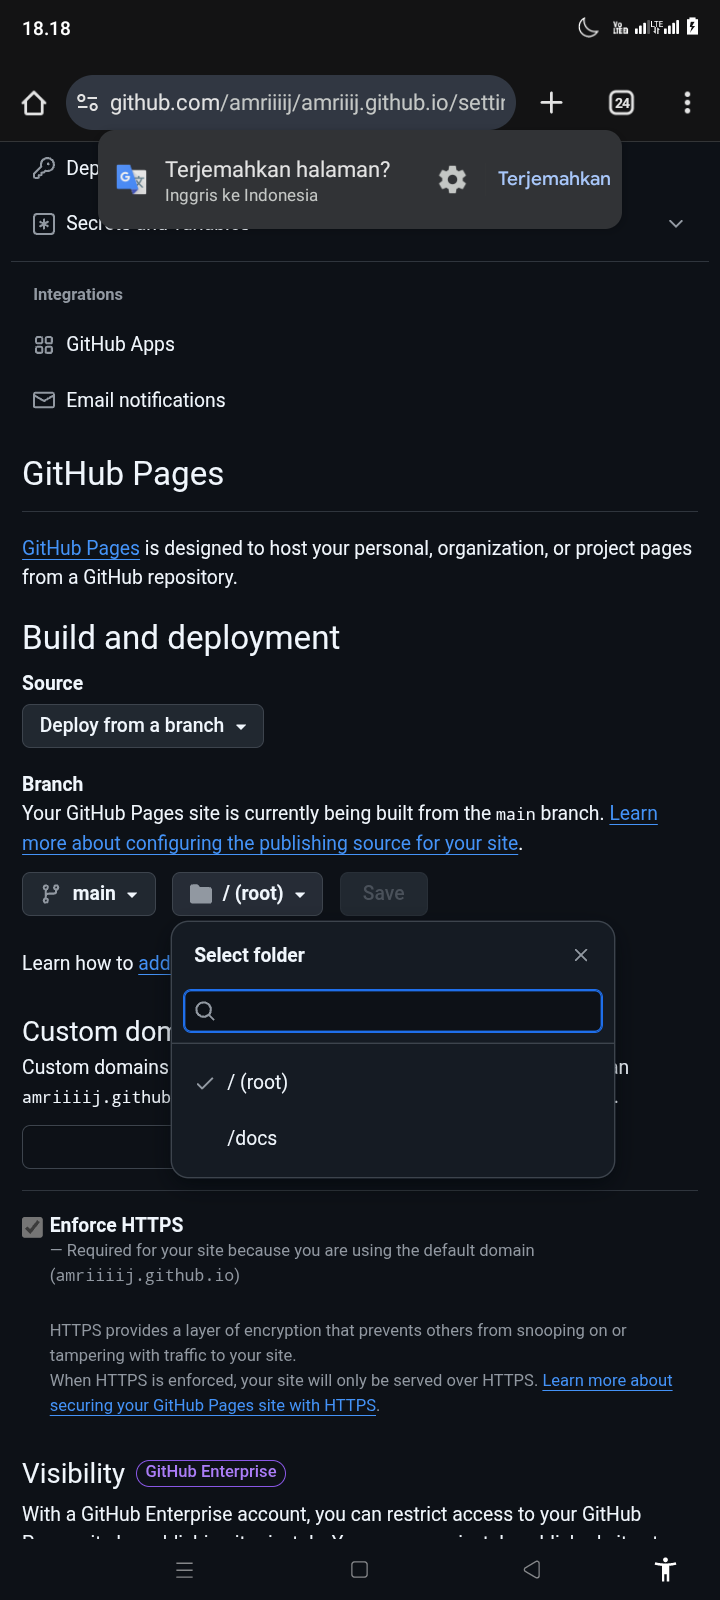 18.18
Vo LTE
LTE
github.com/amriiiij/amriiij.github.io/settir
24
Dep
Terjemahkan halaman?
Inggris ke Indonesia
Terjemahkan
Secrets and variables
Integrations
GitHub Apps
Email notifications
GitHub Pages
GitHub Pages is designed to host your personal, organization, or project pages
from a GitHub repository.
Build and deployment
Source
Deploy from a branch
Branch
Your GitHub Pages site is currently being built from the main branch. Learn
more about configuring the publishing source for your site.
main
/ (root)
Save
Learn how to add
Select folder
/ (root)
/docs
Custom dom
Custom domains
amriiiij.github
Enforce HTTPS
— Required for your site because you are using the default domain
(amriiiij.github.io)
HTTPS provides a layer of encryption that prevents others from snooping on or
tampering with traffic to your site.
When HTTPS is enforced, your site will only be served over HTTPS. Learn more about
securing your GitHub Pages site with HTTPS.
Visibility
GitHub Enterprise
With a GitHub Enterprise account, you can restrict access to your GitHub